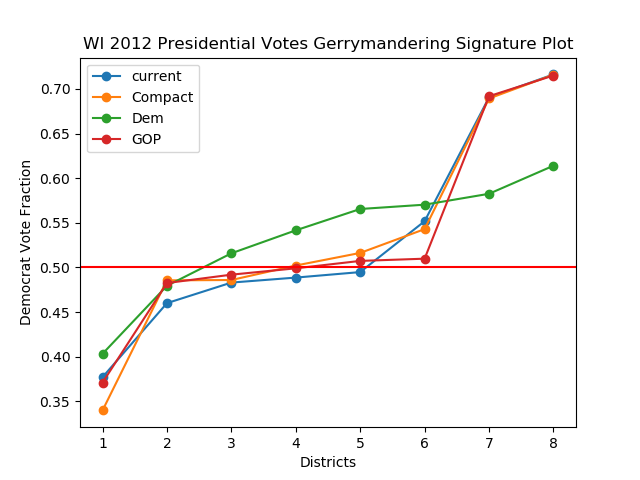 WI 2012 Presidential Votes Gerrymandering Signature Plot
current
Compact
Dem
GOP
Democrat Vote Fraction
0.70
0.65
0.60
0.55
0.50
0.45
0.40
0.35
1 2 3 4 5 6 7 8
Districts